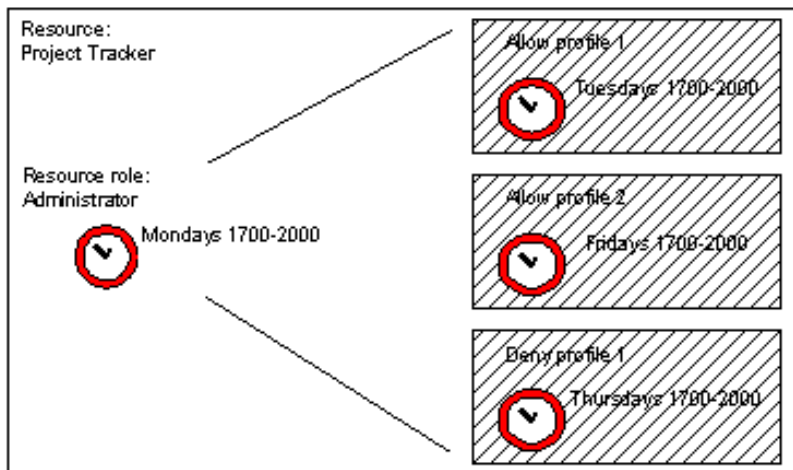 Resource:
Project Tracker
Resource role:
Administrator
Mondays 1700-2000
Allow profile 1
Tuesdays 1700-2000
Allow profile 2
Fridays 1700-2000
Deny profile 1
Thursdays 1700-2000